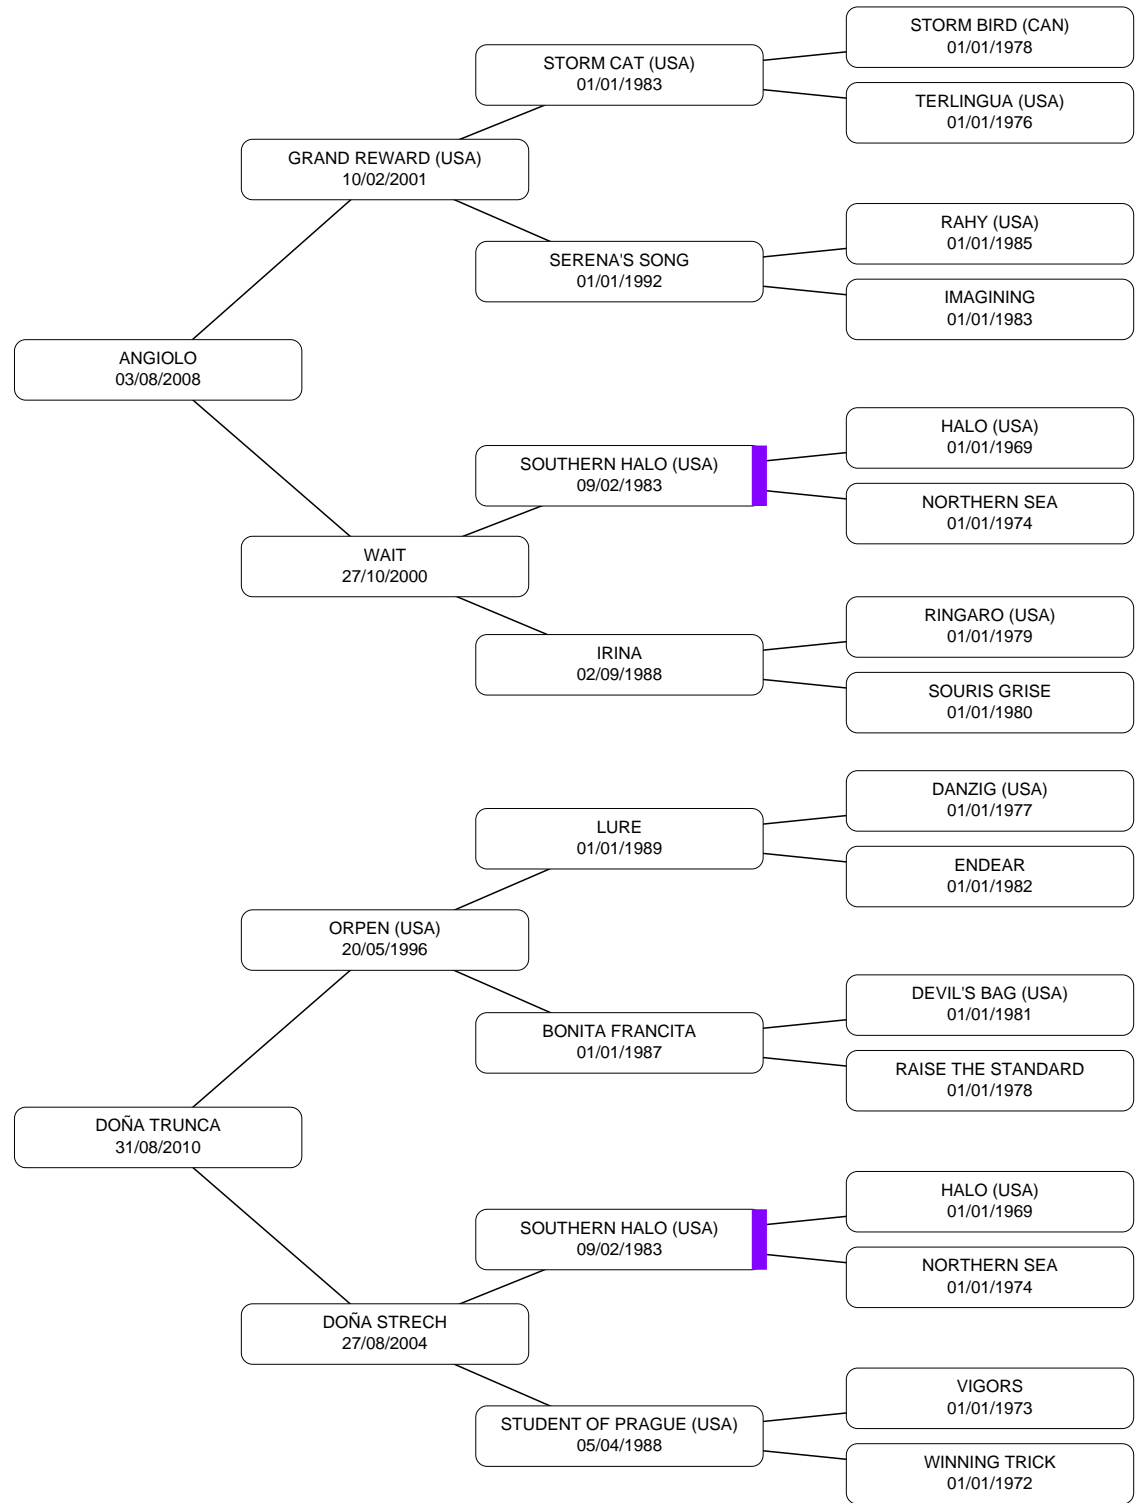 STORM BIRD (CAN)
01/01/1978
STORM CAT (USA)
01/01/1983
TERLINGUA (USA)
01/01/1976
GRAND REWARD (USA)
10/02/2001
RAHY (USA)
01/01/1985
SERENA'S SONG
01/01/1992
IMAGINING
01/01/1983
ANGIOLO
03/08/2008
HALO (USA)
01/01/1969
SOUTHERN HALO (USA)
09/02/1983
NORTHERN SEA
01/01/1974
WAIT
27/10/2000
RINGARO (USA)
01/01/1979
IRINA
02/09/1988
SOURIS GRISE
01/01/1980
DANZIG (USA)
01/01/1977
LURE
01/01/1989
ENDEAR
01/01/1982
ORPEN (USA)
20/05/1996
DEVIL'S BAG (USA)
01/01/1981
BONITA FRANCITA
01/01/1987
RAISE THE STANDARD
01/01/1978
DOÑA TRUNCA
31/08/2010
HALO (USA)
01/01/1969
SOUTHERN HALO (USA)
09/02/1983
NORTHERN SEA
01/01/1974
DOÑA STRECH
27/08/2004
VIGORS
01/01/1973
STUDENT OF PRAGUE (USA)
05/04/1988
WINNING TRICK
01/01/1972